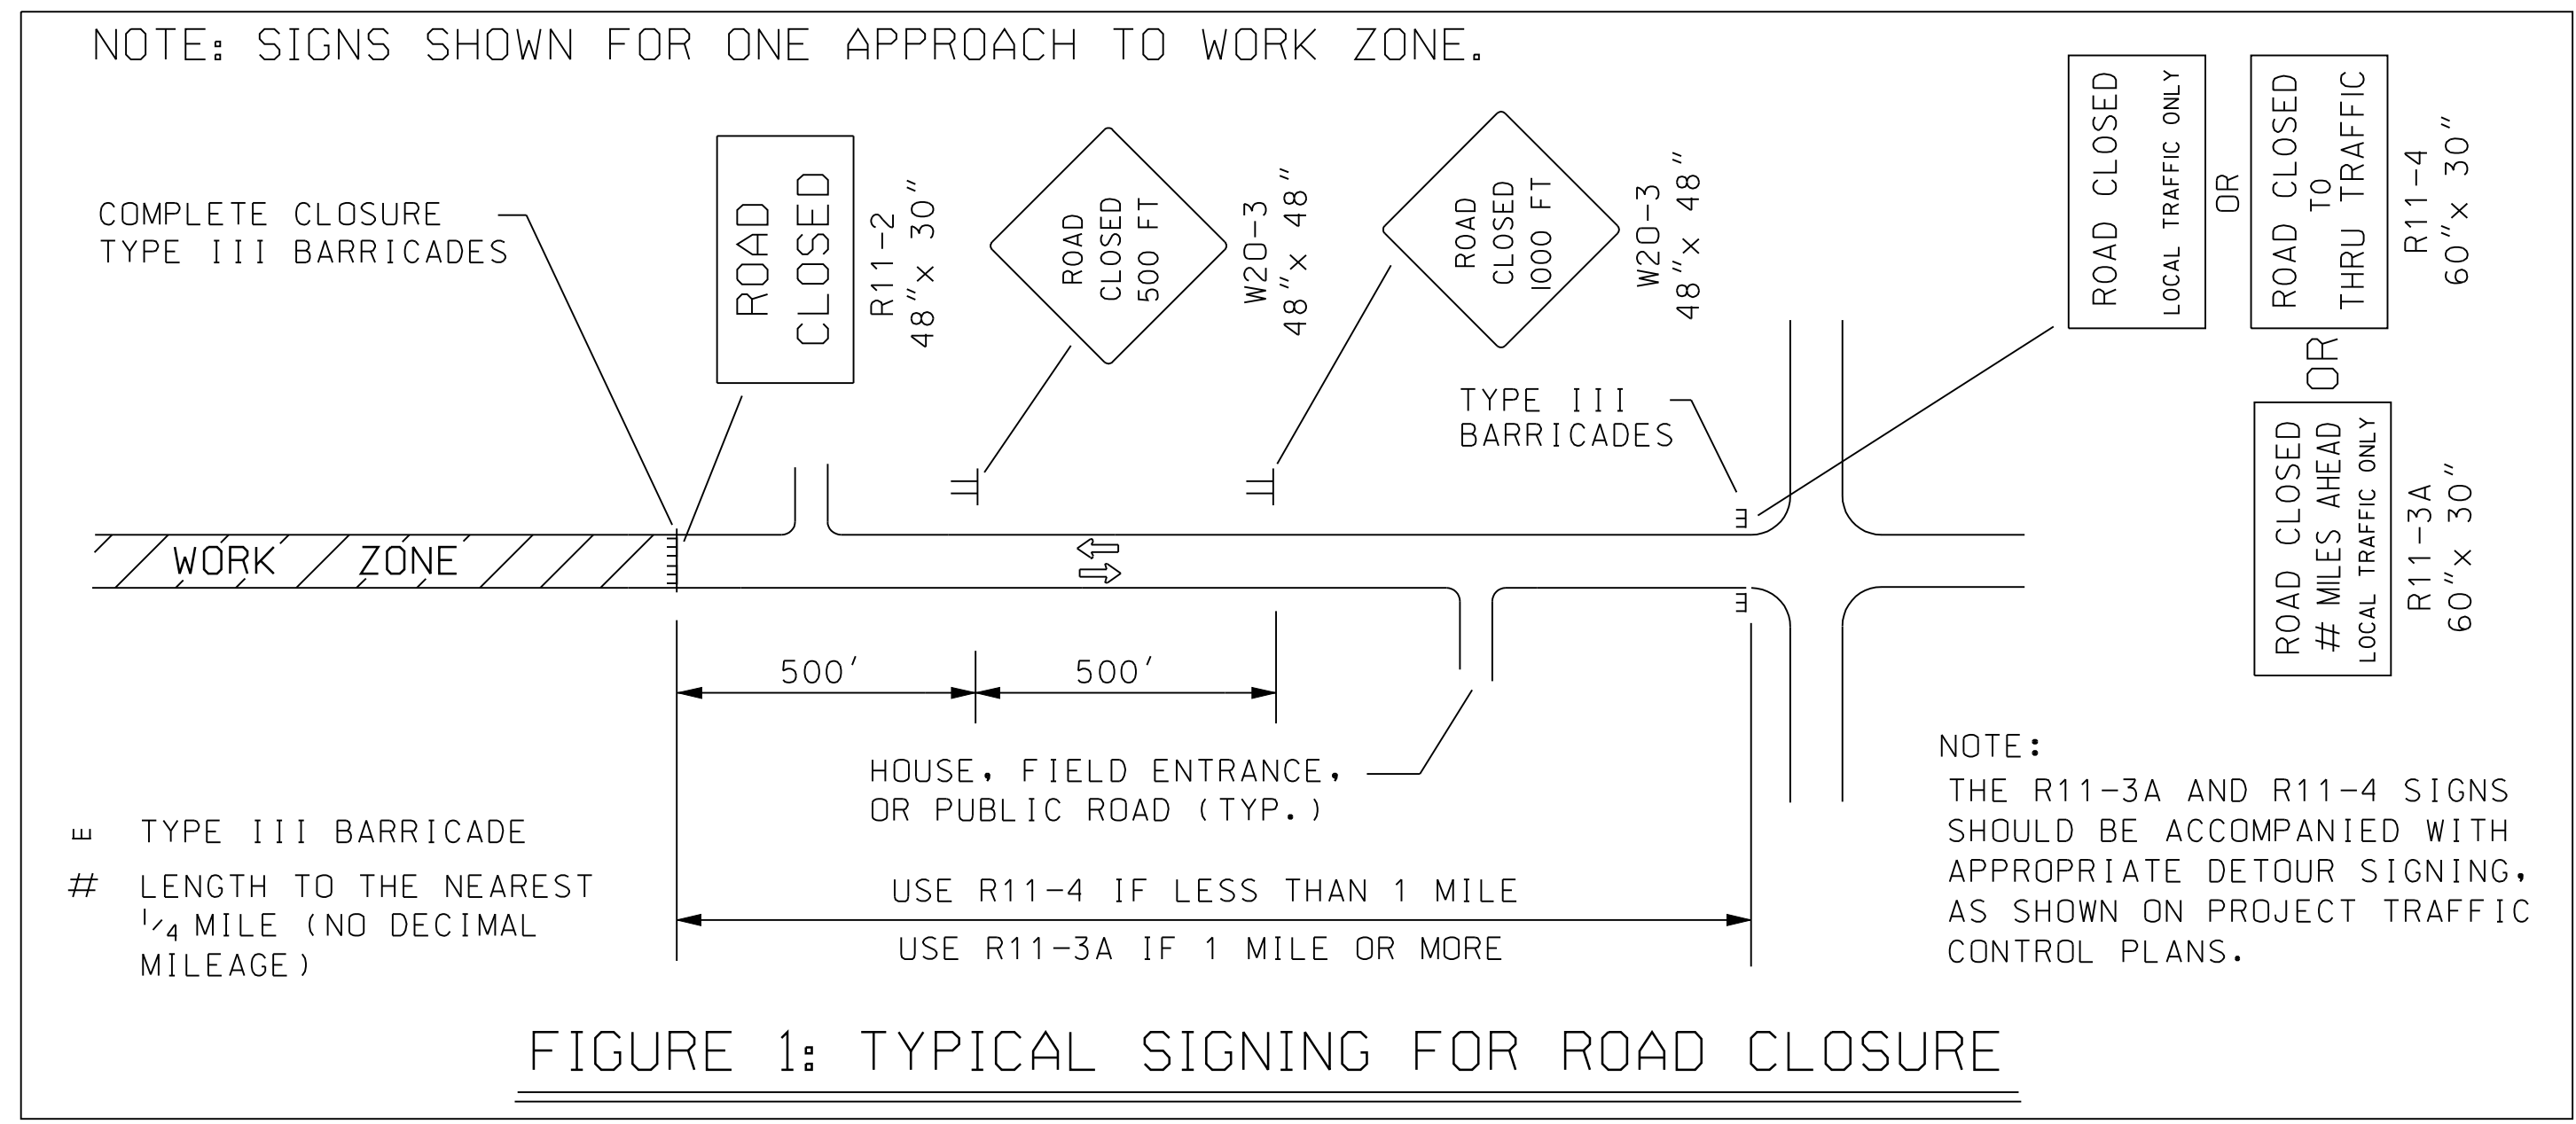 NOTE: SIGNS SHOWN FOR ONE APPROACH TO WORK ZONE.
COMPLETE CLOSURE
TYPE III BARRICADES
ROAD
CLOSED
R11-2
48"x 30"
ROAD
CLOSED
500 FT
W20-3
48"x 48"
ROAD
CLOSED
1000 FT
W20-3
48"x 48"
ROAD CLOSED
LOCAL TRAFFIC ONLY
OR
ROAD CLOSED
TO
THRU TRAFFIC
R11-4
60"x 30"
OR
ROAD CLOSED
# MILES AHEAD
LOCAL TRAFFIC ONLY
R11-3A
60"x 30"
TYPE III
BARRICADES
WORK ZONE
500'
500'
HOUSE, FIELD ENTRANCE,
OR PUBLIC ROAD (TYP.)
USE R11-4 IF LESS THAN 1 MILE
USE R11-3A IF 1 MILE OR MORE
TYPE III BARRICADE
# LENGTH TO THE NEAREST
1/4 MILE (NO DECIMAL
MILEAGE)
NOTE:
THE R11-3A AND R11-4 SIGNS
SHOULD BE ACCOMPANIED WITH
APPROPRIATE DETOUR SIGNING,
AS SHOWN ON PROJECT TRAFFIC
CONTROL PLANS.
FIGURE 1: TYPICAL SIGNING FOR ROAD CLOSURE